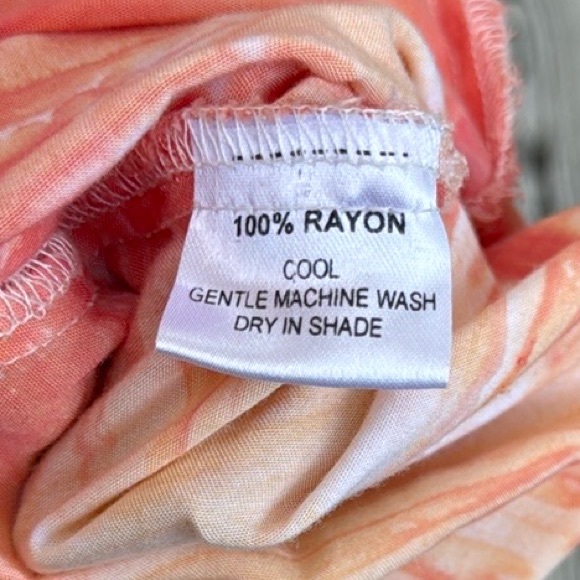 100% RAYON
COOL
GENTLE MACHINE WASH
DRY IN SHADE